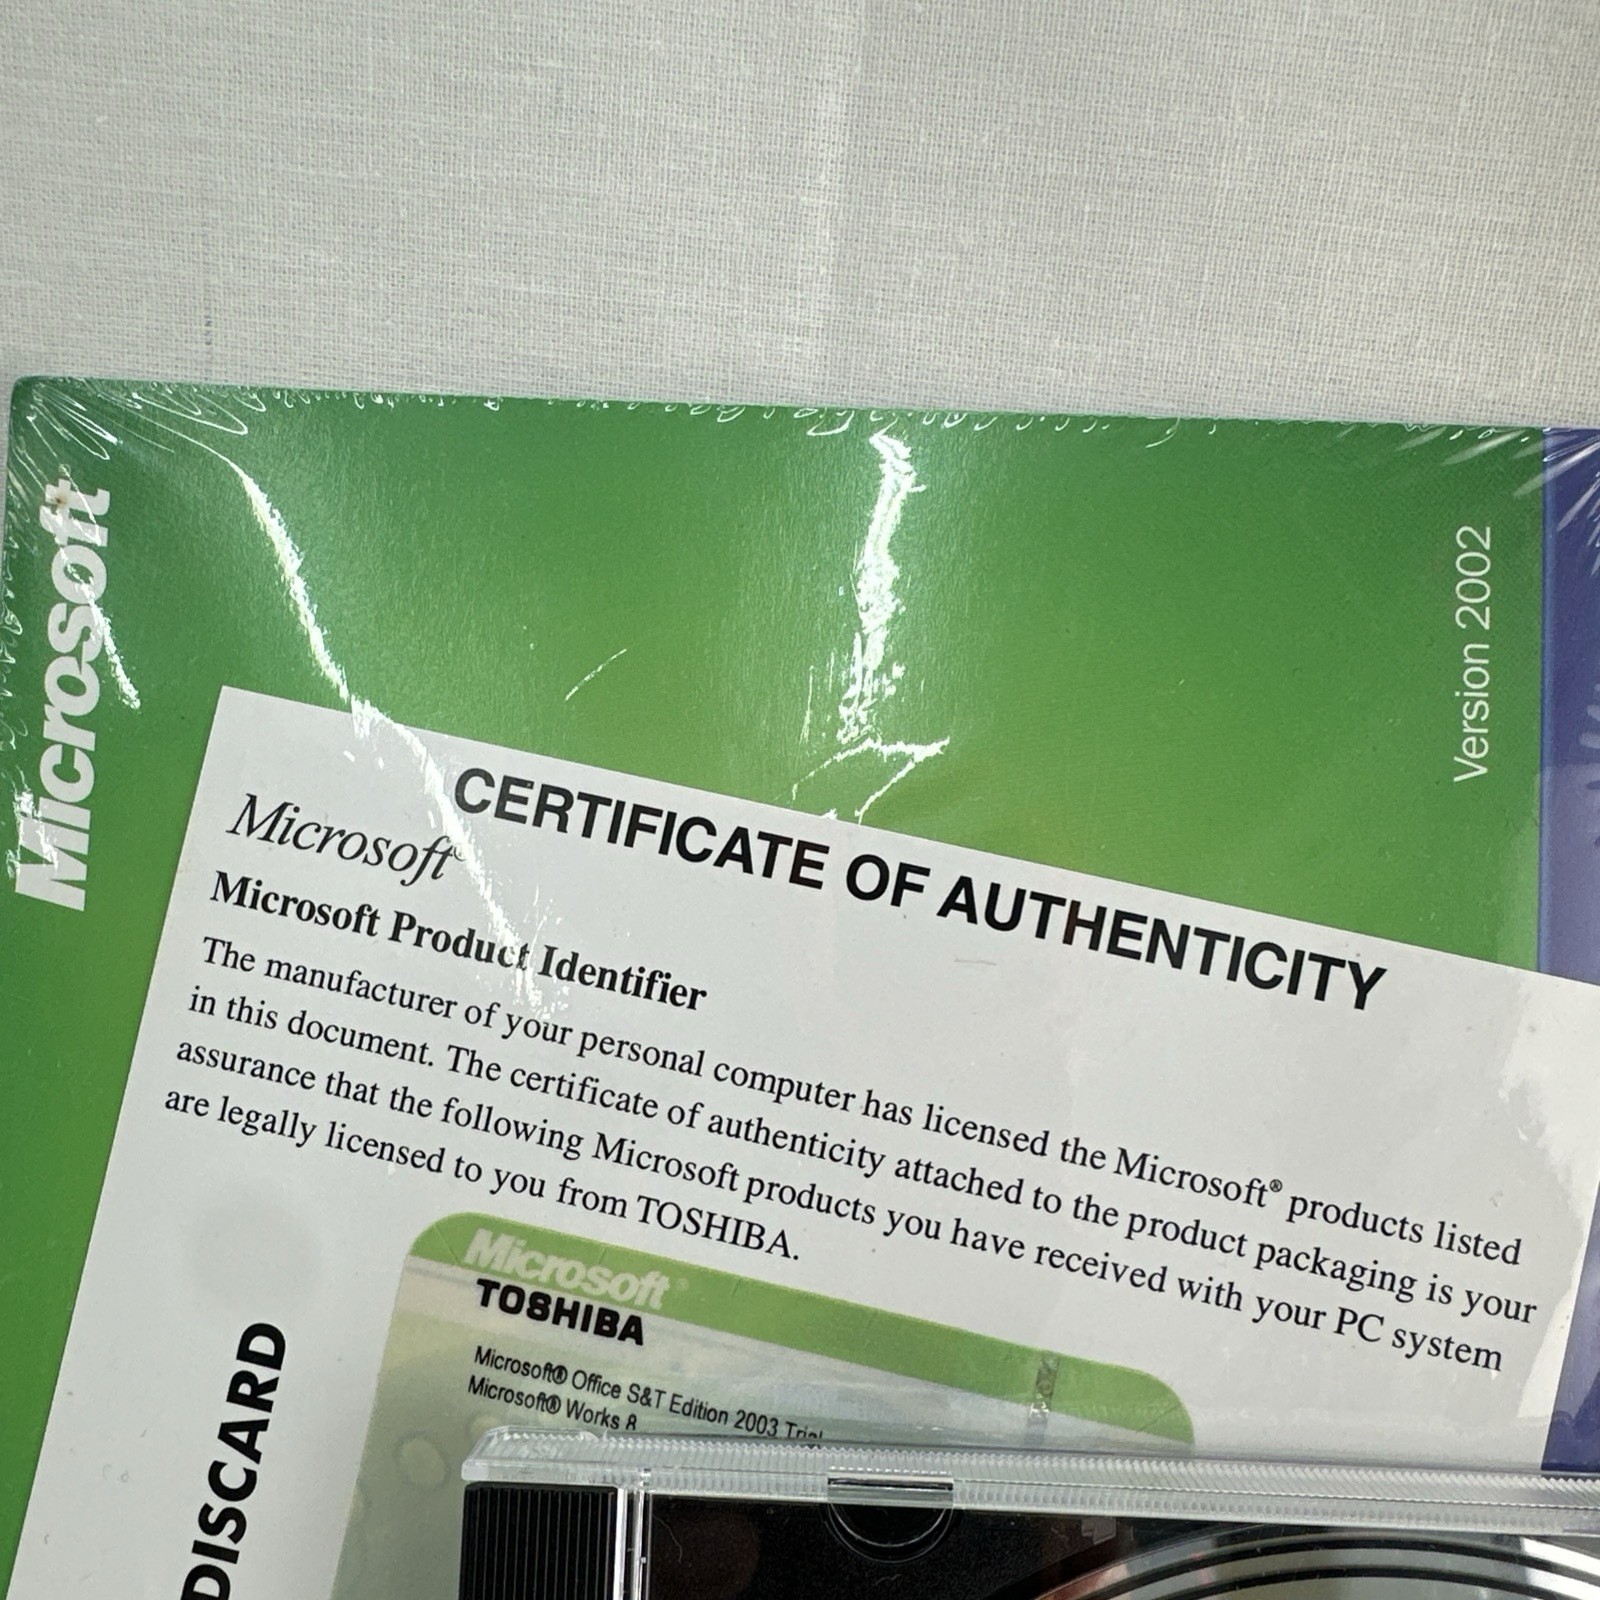 Microsoft
Version 2002
CERTIFICATE OF AUTHENTICITY
Microsoft®
Microsoft Product Identifier
The manufacturer of your personal computer has licensed the Microsoft® products listed
in this document. The certificate of authenticity attached to the product packaging is your
assurance that the following Microsoft products you have received with your PC system
are legally licensed to you from TOSHIBA.
Microsoft®
TOSHIBA
Microsoft® Office S&T Edition 2003 Trial
Microsoft® Works 8
DISCARD